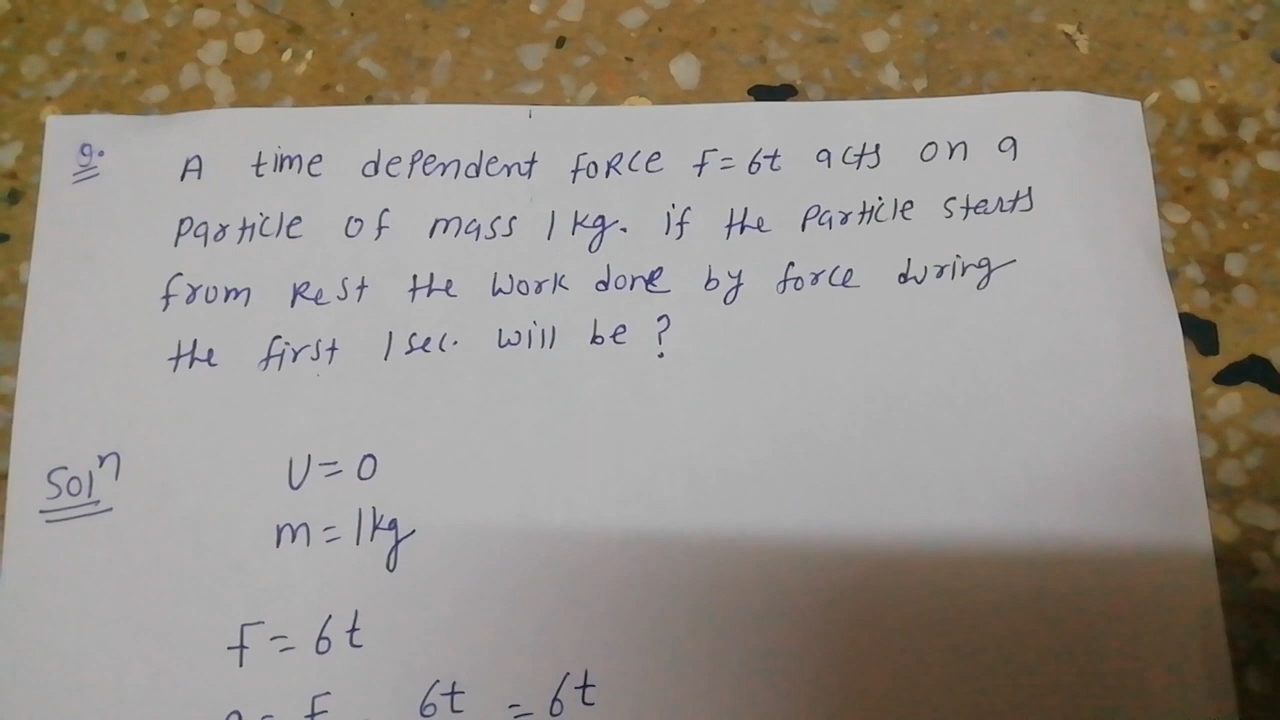 9.
A time dependent FORCE F=6t acts on a
Particle of mass 1 kg. if the Particle starts
from Rest the work done by force during
the first 1 sec. will be ?
Solⁿ
U=0
m=1kg
F=6t
6t = 6t